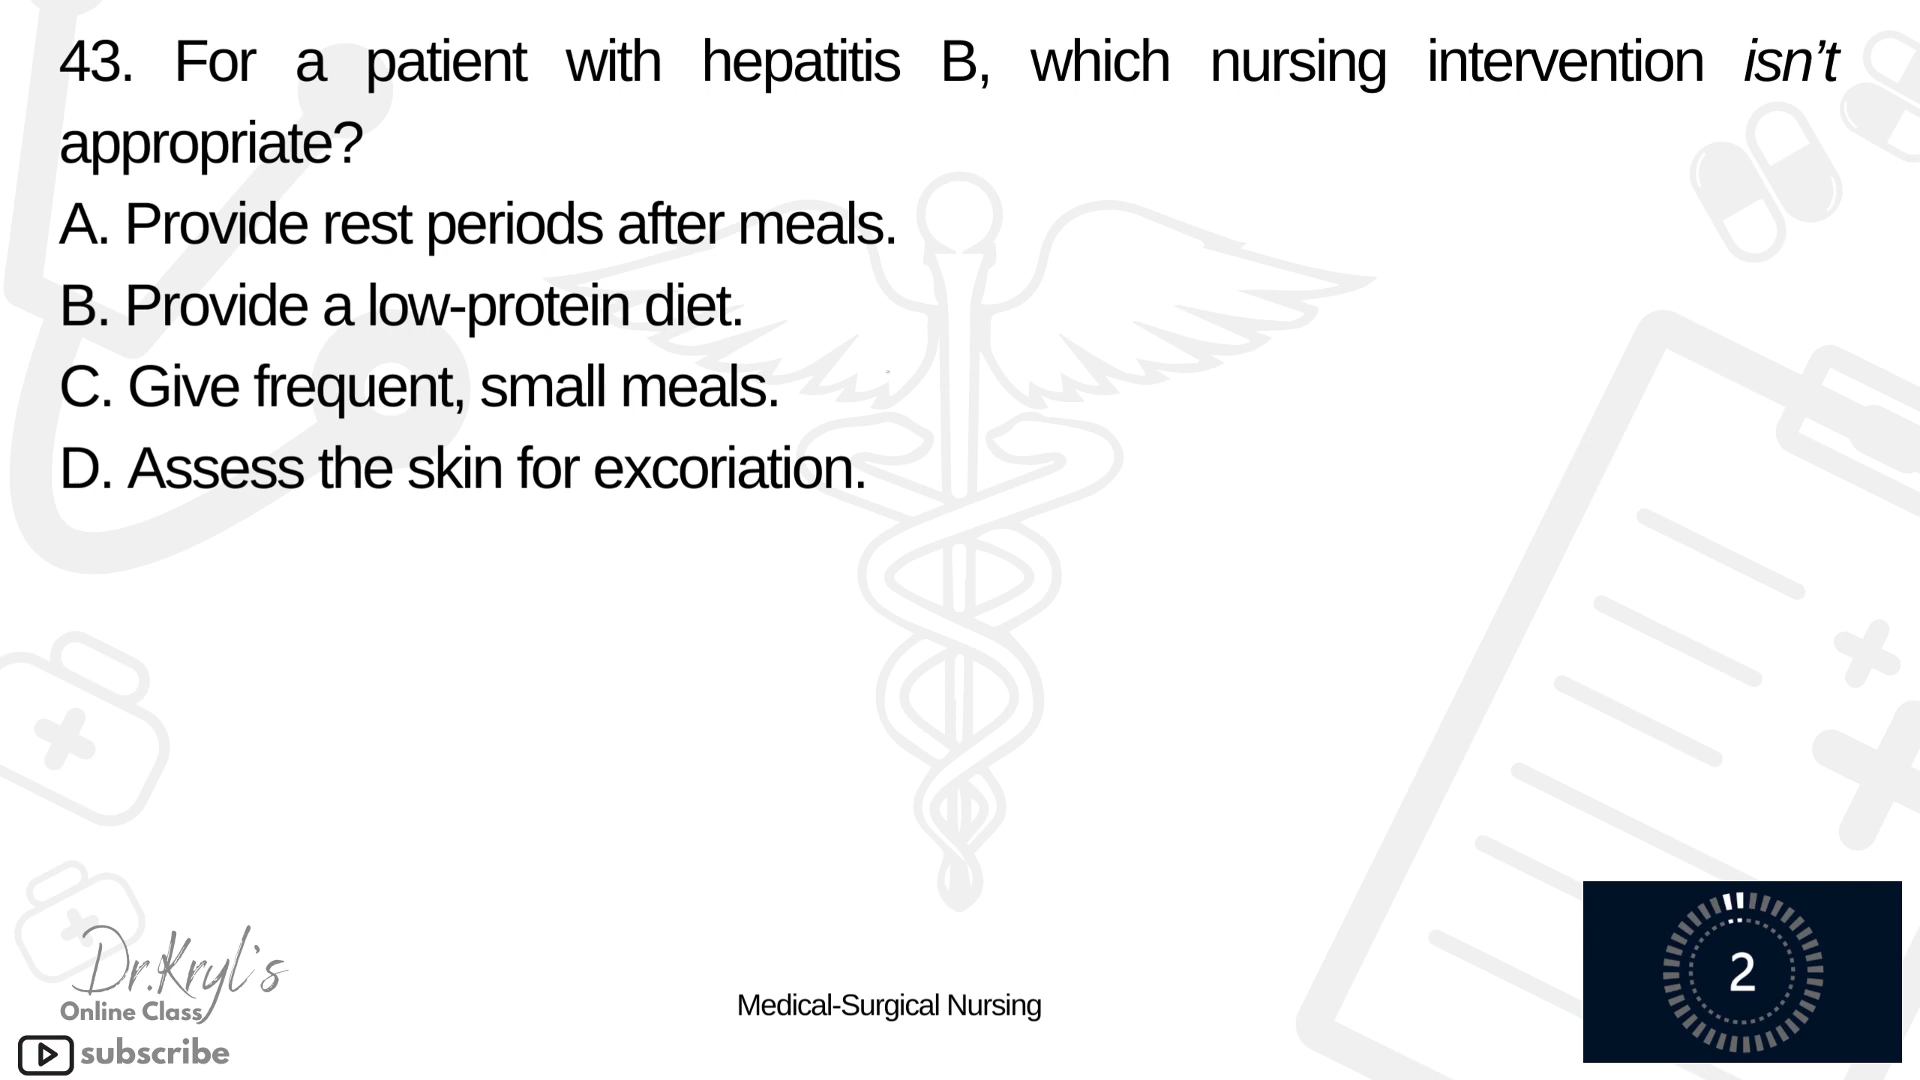 43. For a patient with hepatitis B, which nursing intervention isn’t
appropriate?
A. Provide rest periods after meals.
B. Provide a low-protein diet.
C. Give frequent, small meals.
D. Assess the skin for excoriation.
Dr.Kryl's
Online Class
subscribe
Medical-Surgical Nursing
2